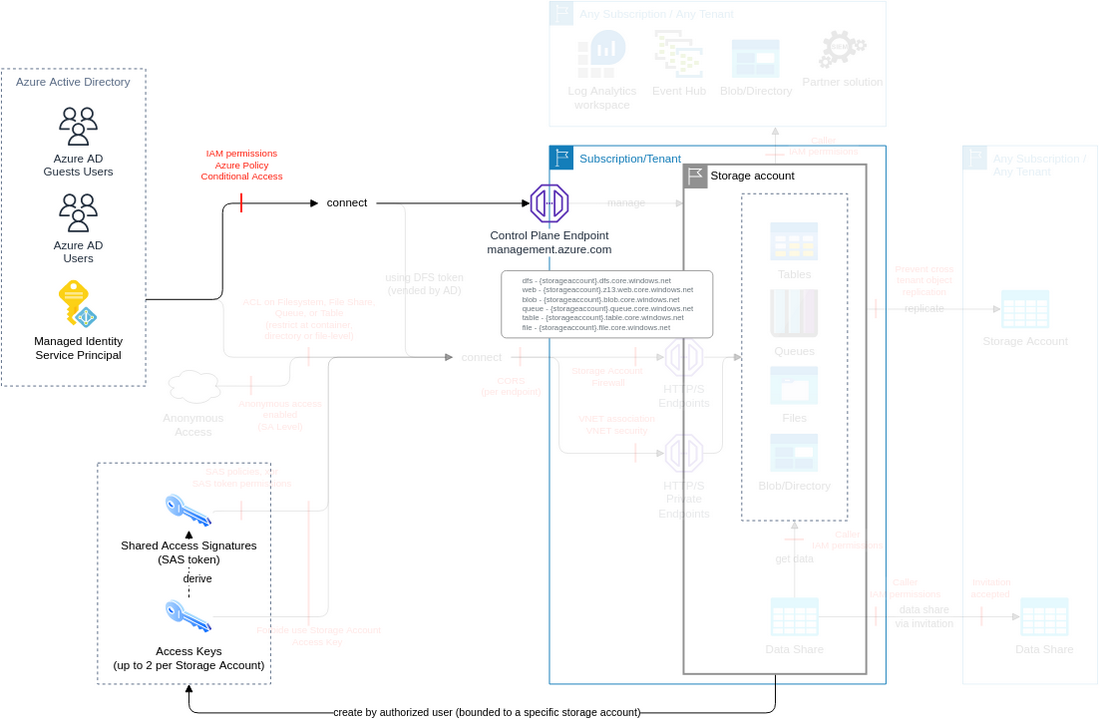 Any Subscription / Any Tenant
Log Analytics
workspace
Event Hub
Blob/Directory
Partner solution
Azure Active Directory
Azure AD
Guests Users
Azure AD
Users
Managed Identity
Service Principal
IAM permissions
Azure Policy
Conditional Access
connect
Control Plane Endpoint
management.azure.com
manage
Caller
IAM permissions
Subscription/Tenant
Storage account
Any Subscription /
Any Tenant
using DFS token
(vended by AD)
dfs - {storageaccount}.dfs.core.windows.net
web - {storageaccount}.z13.web.core.windows.net
blob - {storageaccount}.blob.core.windows.net
queue - {storageaccount}.queue.core.windows.net
table - {storageaccount}.table.core.windows.net
file - {storageaccount}.file.core.windows.net
Tables
Queues
Files
Blob/Directory
Prevent cross
tenant object
replication
replicate
Storage Account
ACL on Filesystem, File Share,
Queue, or Table
(restrict at container,
directory or file-level)
Anonymous
Access
Anonymous access
enabled
(SA Level)
connect
CORS
(per endpoint)
Storage Account
Firewall
HTTP/S
Endpoints
VNET association
VNET security
HTTP/S
Private
Endpoints
SAS policies
SAS token permissions
Shared Access Signatures
(SAS token)
derive
Access Keys
(up to 2 per Storage Account)
use Storage Account
Access Key
Caller
IAM permissions
get data
Data Share
Caller
IAM permissions
data share
via invitation
Invitation
accepted
Data Share
create by authorized user (bounded to a specific storage account)